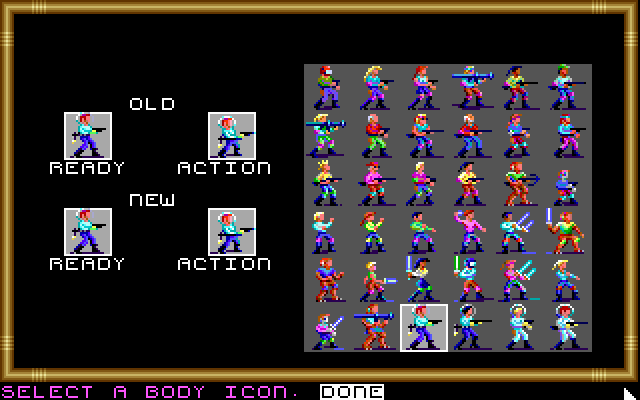 OLD
READY ACTION
NEW
READY ACTION
SELECT A BODY ICON. DONE